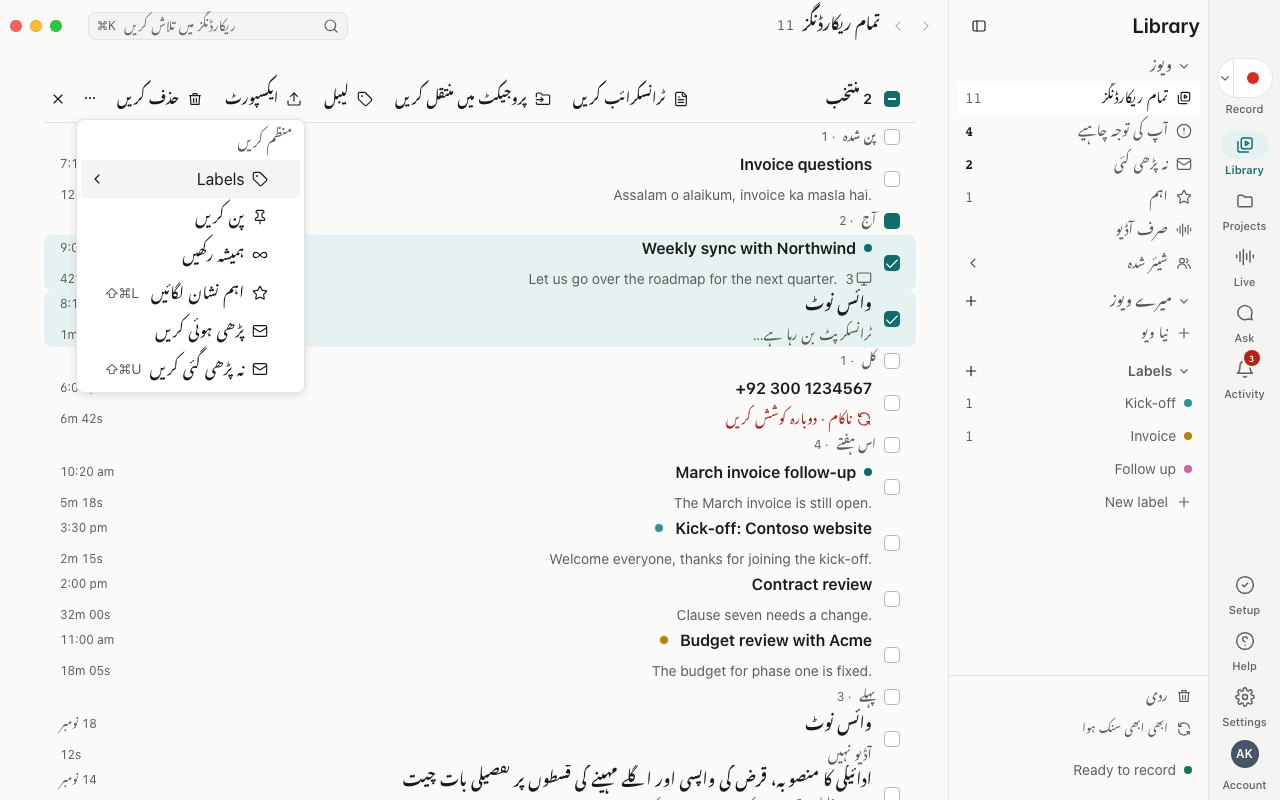 Library
ویوز
تمام ریکارڈنگز 11
آپ کی توجہ چاہیے 4
نہ پڑھی گئی 2
اہم 1
صرف آڈیو
شیئر شدہ
میرے ویوز
نیا ویو
Labels
Kick-off 1
Invoice 1
Follow up
New label
ردی
ابھی ابھی سنک ہوا
Ready to record
Record
Library
Projects
Live
Ask
3
Activity
Setup
Help
Settings
AK
Account
تمام ریکارڈنگز 11
ریکارڈنگز میں تلاش کریں ⌘K
2 منتخب
ٹرانسکرائب کریں
پروجیکٹ میں منتقل کریں
لیبل
ایکسپورٹ
حذف کریں
منظم کریں
Labels
پن کریں
ہمیشہ رکھیں
اہم نشان لگائیں ⇧⌘L
پڑھی ہوئی کریں
نہ پڑھی گئی کریں ⇧⌘U
پن شدہ · 1
Invoice questions
Assalam o alaikum, invoice ka masla hai.
آج · 2
Weekly sync with Northwind
Let us go over the roadmap for the next quarter. 3
وائس نوٹ
ٹرانسکرپٹ بن رہا ہے...
کل · 1
+92 300 1234567
ناکام · دوبارہ کوشش کریں
6m 42s
اس ہفتے · 4
March invoice follow-up 10:20 am
The March invoice is still open. 5m 18s
Kick-off: Contoso website 3:30 pm
Welcome everyone, thanks for joining the kick-off. 2m 15s
Contract review 2:00 pm
Clause seven needs a change. 32m 00s
Budget review with Acme 11:00 am
The budget for phase one is fixed. 18m 05s
پہلے · 3
وائس نوٹ 18 نومبر
آڈیو نہیں 12s
ادائیگی کا منصوبہ، قرض کی واپسی اور اگلے مہینے کی قسطوں پر تفصیلی بات چیت 14 نومبر